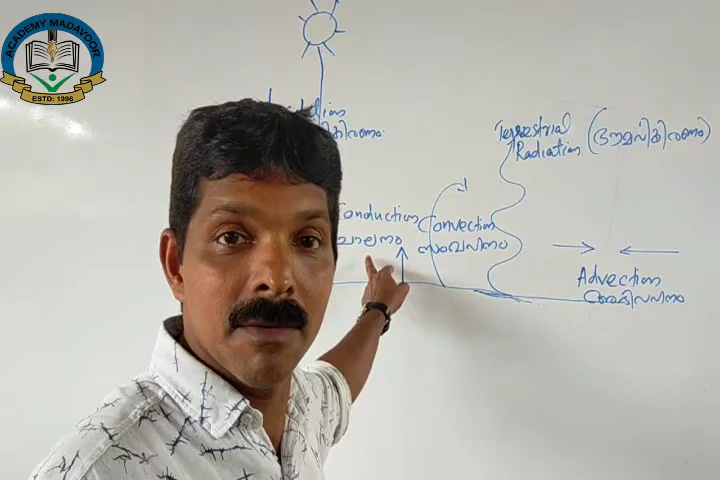 ACADEMY MADAVOOR
ESTD: 1996
Terrestrial
Radiation (ഭൗമവികിരണം)
Conduction
ചാലനം
Convection
സംവഹനം
Advection
അഭിവഹനം